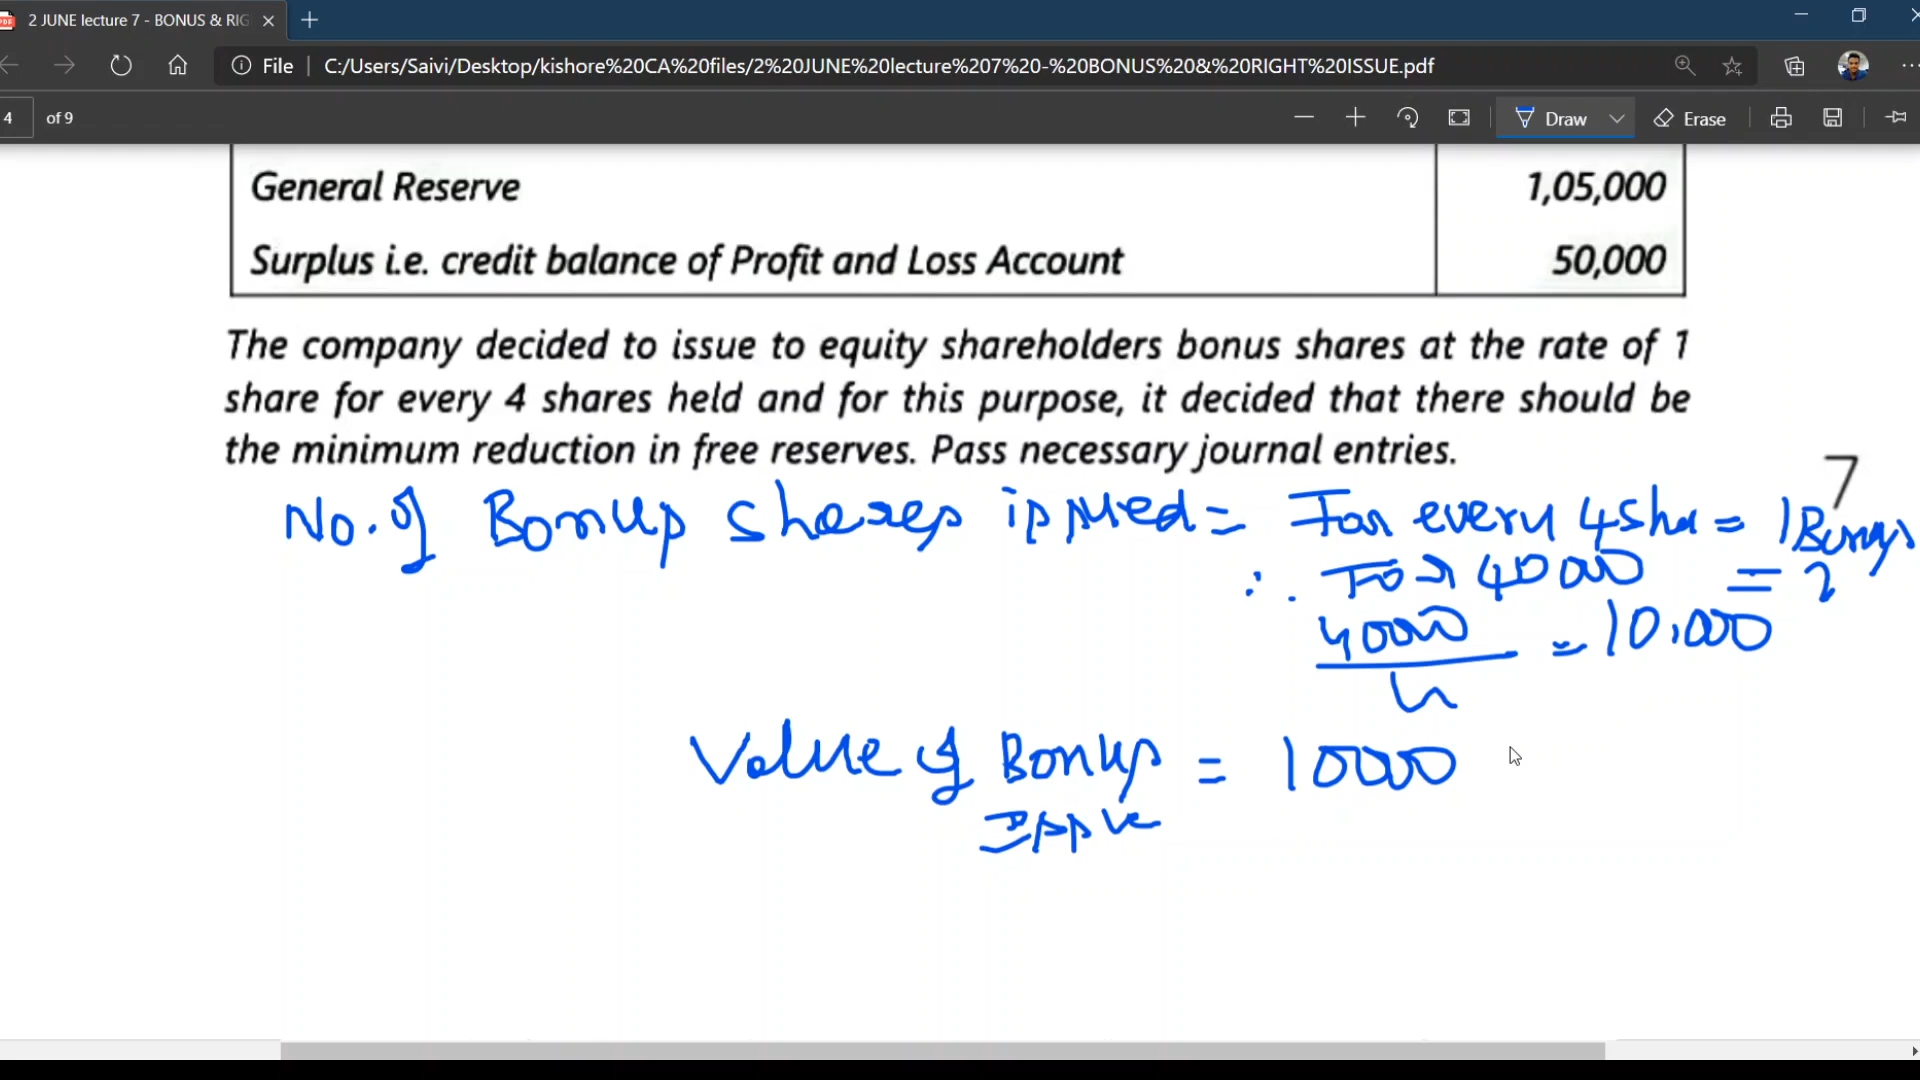 2 JUNE lecture 7 - BONUS & RIG
File C:/Users/Saivi/Desktop/kishore%20CA%20files/2%20JUNE%20lecture%207%20-%20BONUS%20&%20RIGHT%20ISSUE.pdf
4 of 9 Draw Erase
General Reserve 1,05,000
Surplus i.e. credit balance of Profit and Loss Account 50,000
The company decided to issue to equity shareholders bonus shares at the rate of 1
share for every 4 shares held and for this purpose, it decided that there should be
the minimum reduction in free reserves. Pass necessary journal entries.
7
No. of Bonus shares issued = For every 4 sha = 1 Bonus
∴ For 40000 = ?
40000
= 10,000
4
Value of Bonus = 10000
Issue